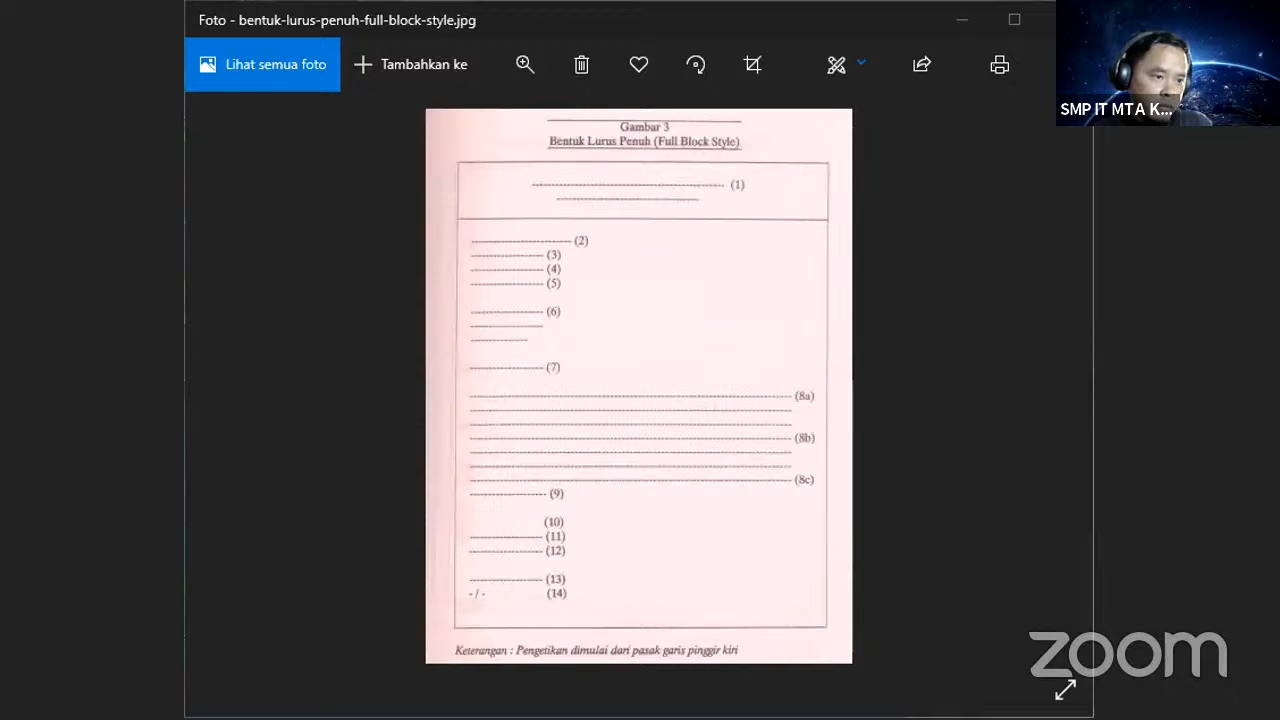 Foto - bentuk-lurus-penuh-full-block-style.jpg
Lihat semua foto
Tambahkan ke
SMP IT MTA K...
Gambar 3
Bentuk Lurus Penuh (Full Block Style)
(1)
(2)
(3)
(4)
(5)
(6)
(7)
(8a)
(8b)
(8c)
(9)
(10)
(11)
(12)
(13)
- / - (14)
Keterangan : Pengetikan dimulai dari pasak garis pinggir kiri
zoom